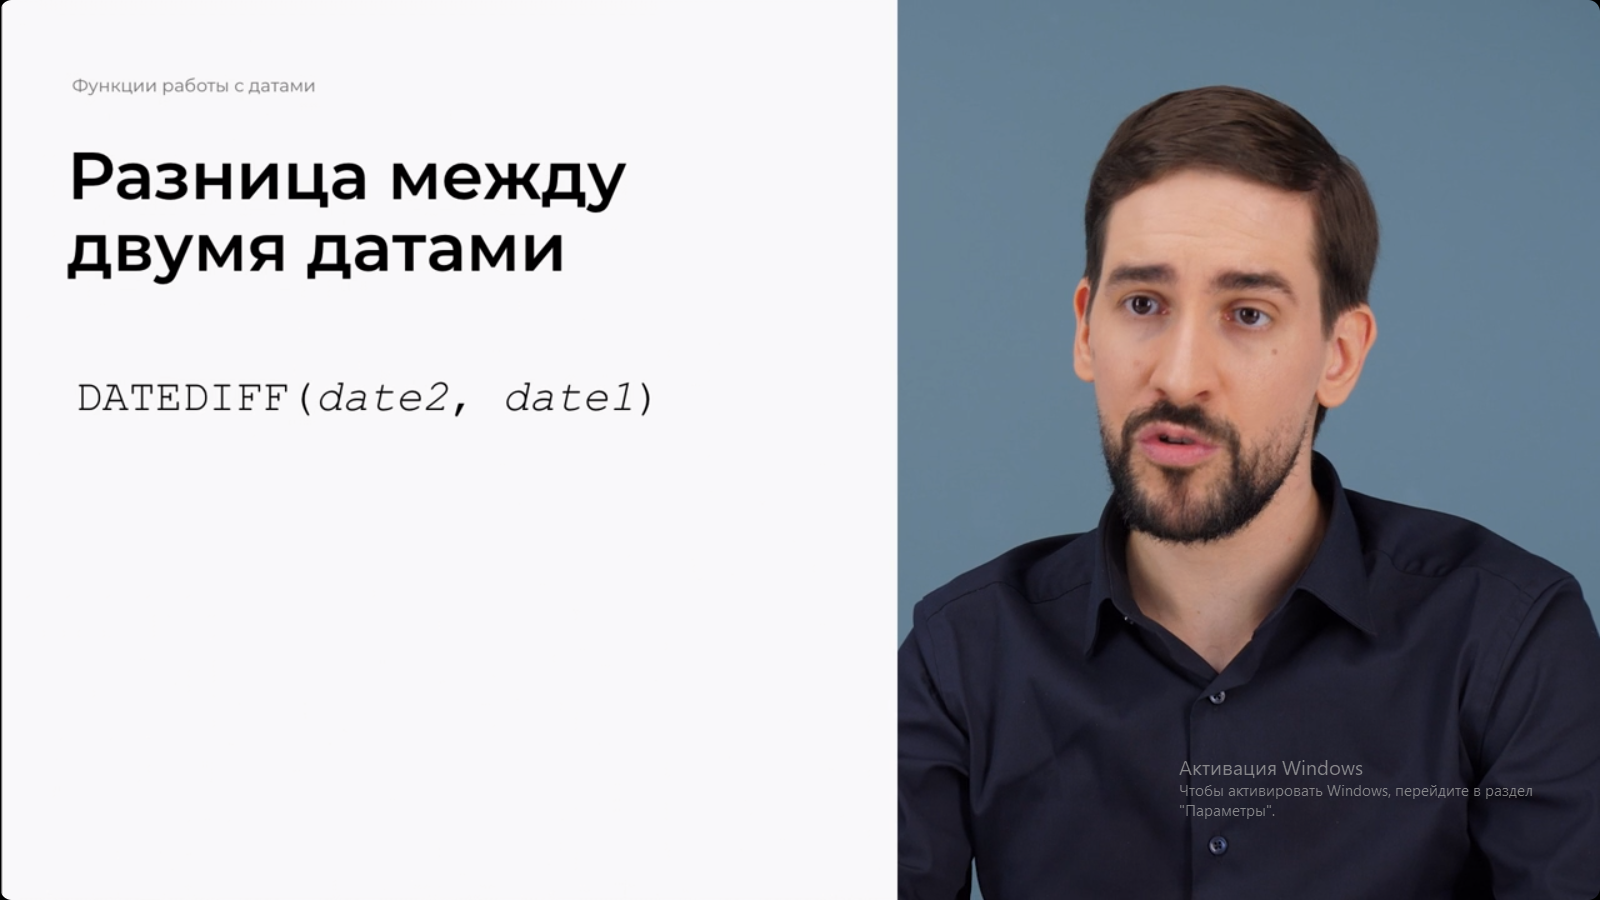 Функции работы с датами
Разница между
двумя датами
DATEDIFF(date2, date1)
Активация Windows
Чтобы активировать Windows, перейдите в раздел
"Параметры".